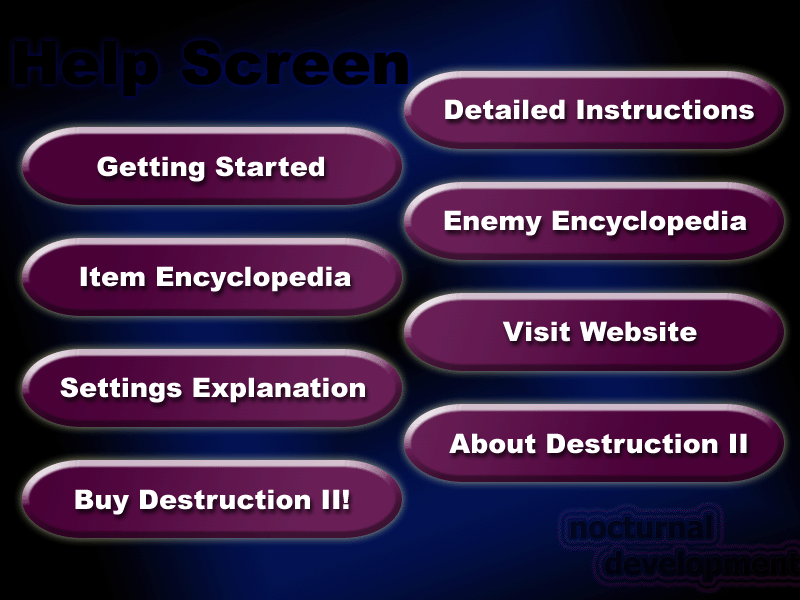 Help Screen
Detailed Instructions
Getting Started
Enemy Encyclopedia
Item Encyclopedia
Visit Website
Settings Explanation
About Destruction II
Buy Destruction II!
nocturnal
development